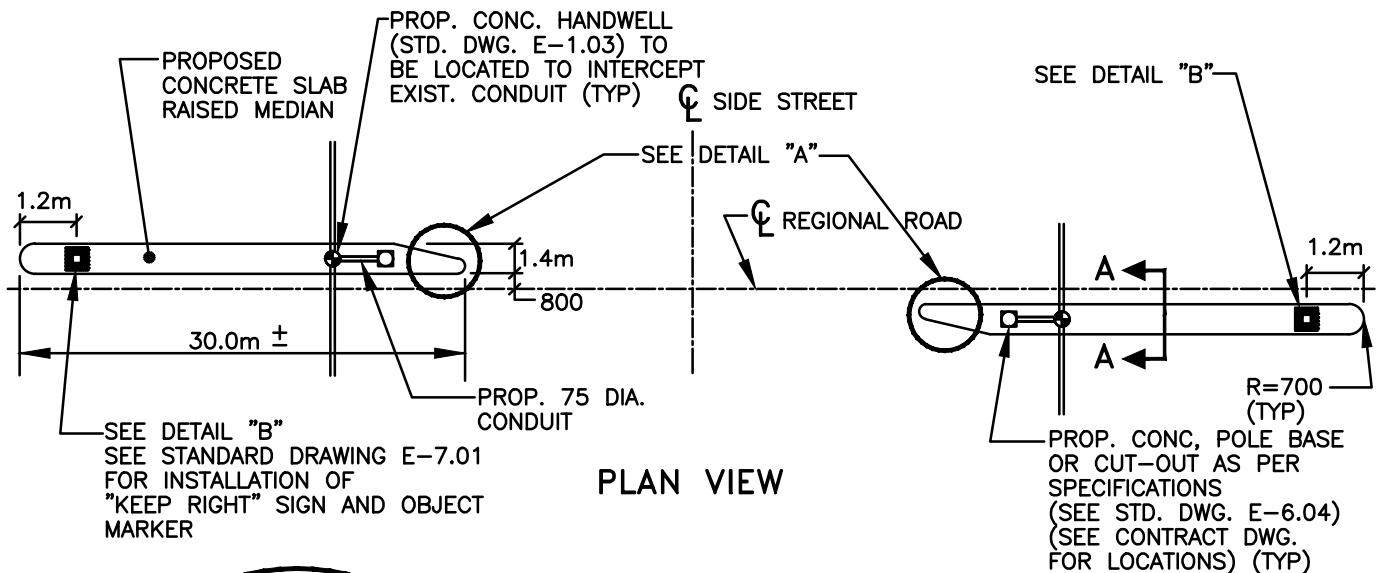 PROP. CONC. HANDWELL
(STD. DWG. E-1.03) TO
BE LOCATED TO INTERCEPT
EXIST. CONDUIT (TYP)
PROPOSED
CONCRETE SLAB
RAISED MEDIAN
℄ SIDE STREET
SEE DETAIL "B"
SEE DETAIL "A"
1.2m
℄ REGIONAL ROAD
1.2m
1.4m
A
800
30.0m ±
A
PROP. 75 DIA.
CONDUIT
R=700
(TYP)
SEE DETAIL "B"
SEE STANDARD DRAWING E-7.01
FOR INSTALLATION OF
"KEEP RIGHT" SIGN AND OBJECT
MARKER
PLAN VIEW
PROP. CONC, POLE BASE
OR CUT-OUT AS PER
SPECIFICATIONS
(SEE STD. DWG. E-6.04)
(SEE CONTRACT DWG.
FOR LOCATIONS) (TYP)